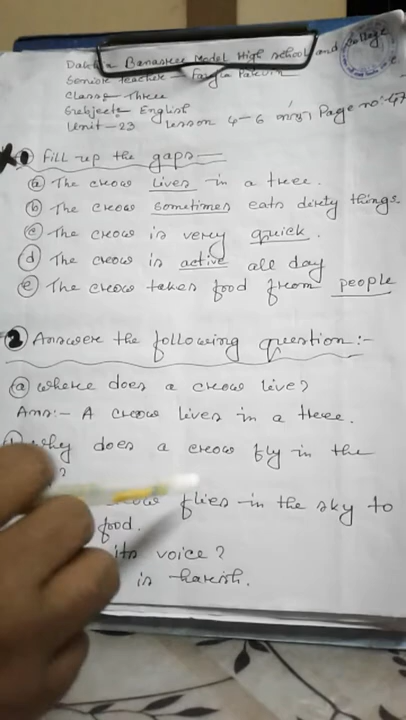 Banasree Model High school and college
Senior teacher
Class:- Three
Subject:- English
Unit-23 Lesson 4-6 Page no:-47
1 Fill up the gaps:-
a The crow lives in a tree.
b The crow sometimes eats dirty things.
c The crow is very quick.
d The crow is active all day
e The crow takes food from people
2 Answer the following question:-
a Where does a crow live?
Ans:- A crow lives in a tree.
why does a crow fly in the
?
crow flies in the sky to
food.
its voice?
is harish.